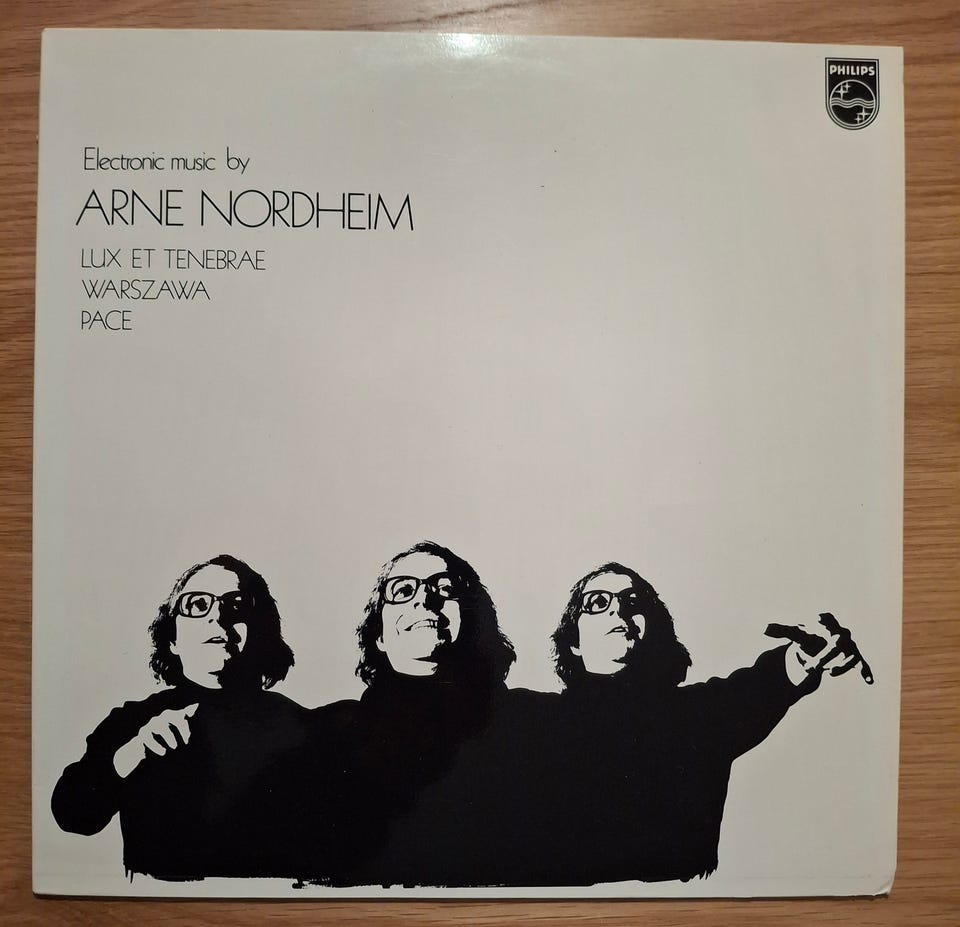 PHILIPS
Electronic music by
ARNE NORDHEIM
LUX ET TENEBRAE
WARSZAWA
PACE